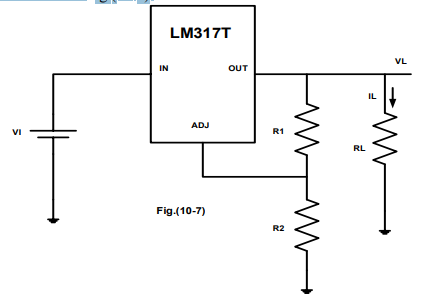 LM317T
IN
OUT
VL
IL
VI
ADJ
R1
RL
Fig.(10-7)
R2